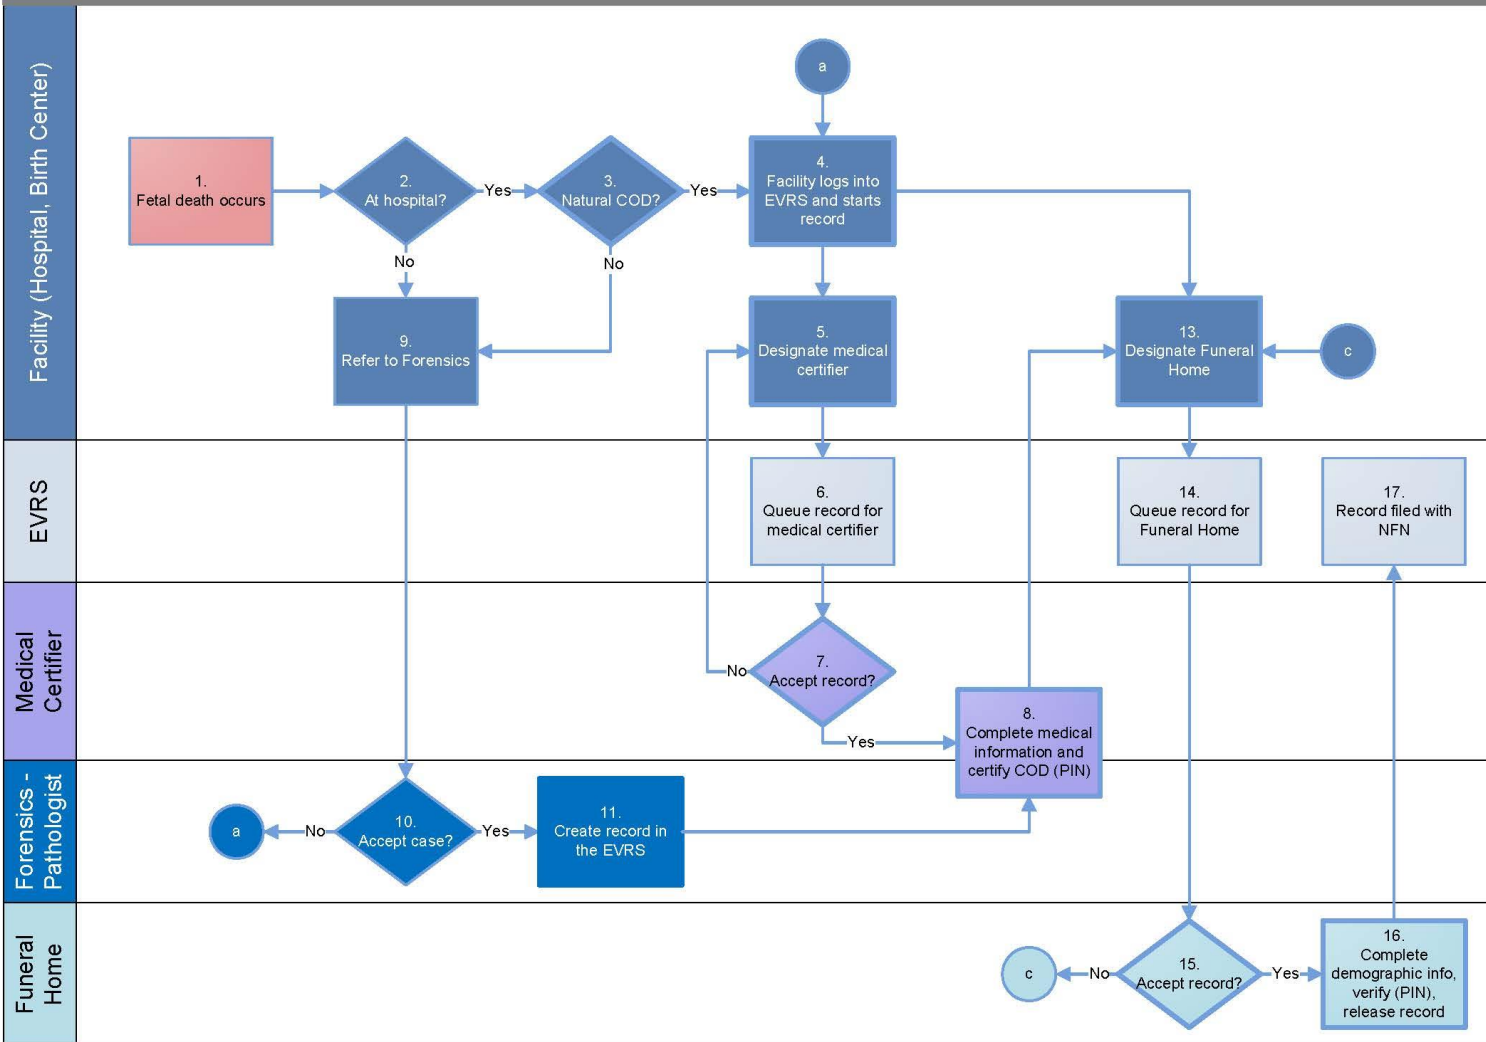 Facility (Hospital, Birth Center)
a
1.
Fetal death occurs
2.
At hospital?
Yes
3.
Natural COD?
Yes
4.
Facility logs into
EVRS and starts
record
No
No
9.
Refer to Forensics
5.
Designate medical
certifier
13.
Designate Funeral
Home
c
EVRS
6.
Queue record for
medical certifier
14.
Queue record for
Funeral Home
17.
Record filed with
NFN
Medical
Certifier
7.
Accept record?
No
Yes
8.
Complete medical
information and
certify COD (PIN)
Forensics -
Pathologist
a
No
10.
Accept case?
Yes
11.
Create record in
the EVRS
Funeral
Home
c
No
15.
Accept record?
Yes
16.
Complete
demographic info,
verify (PIN),
release record